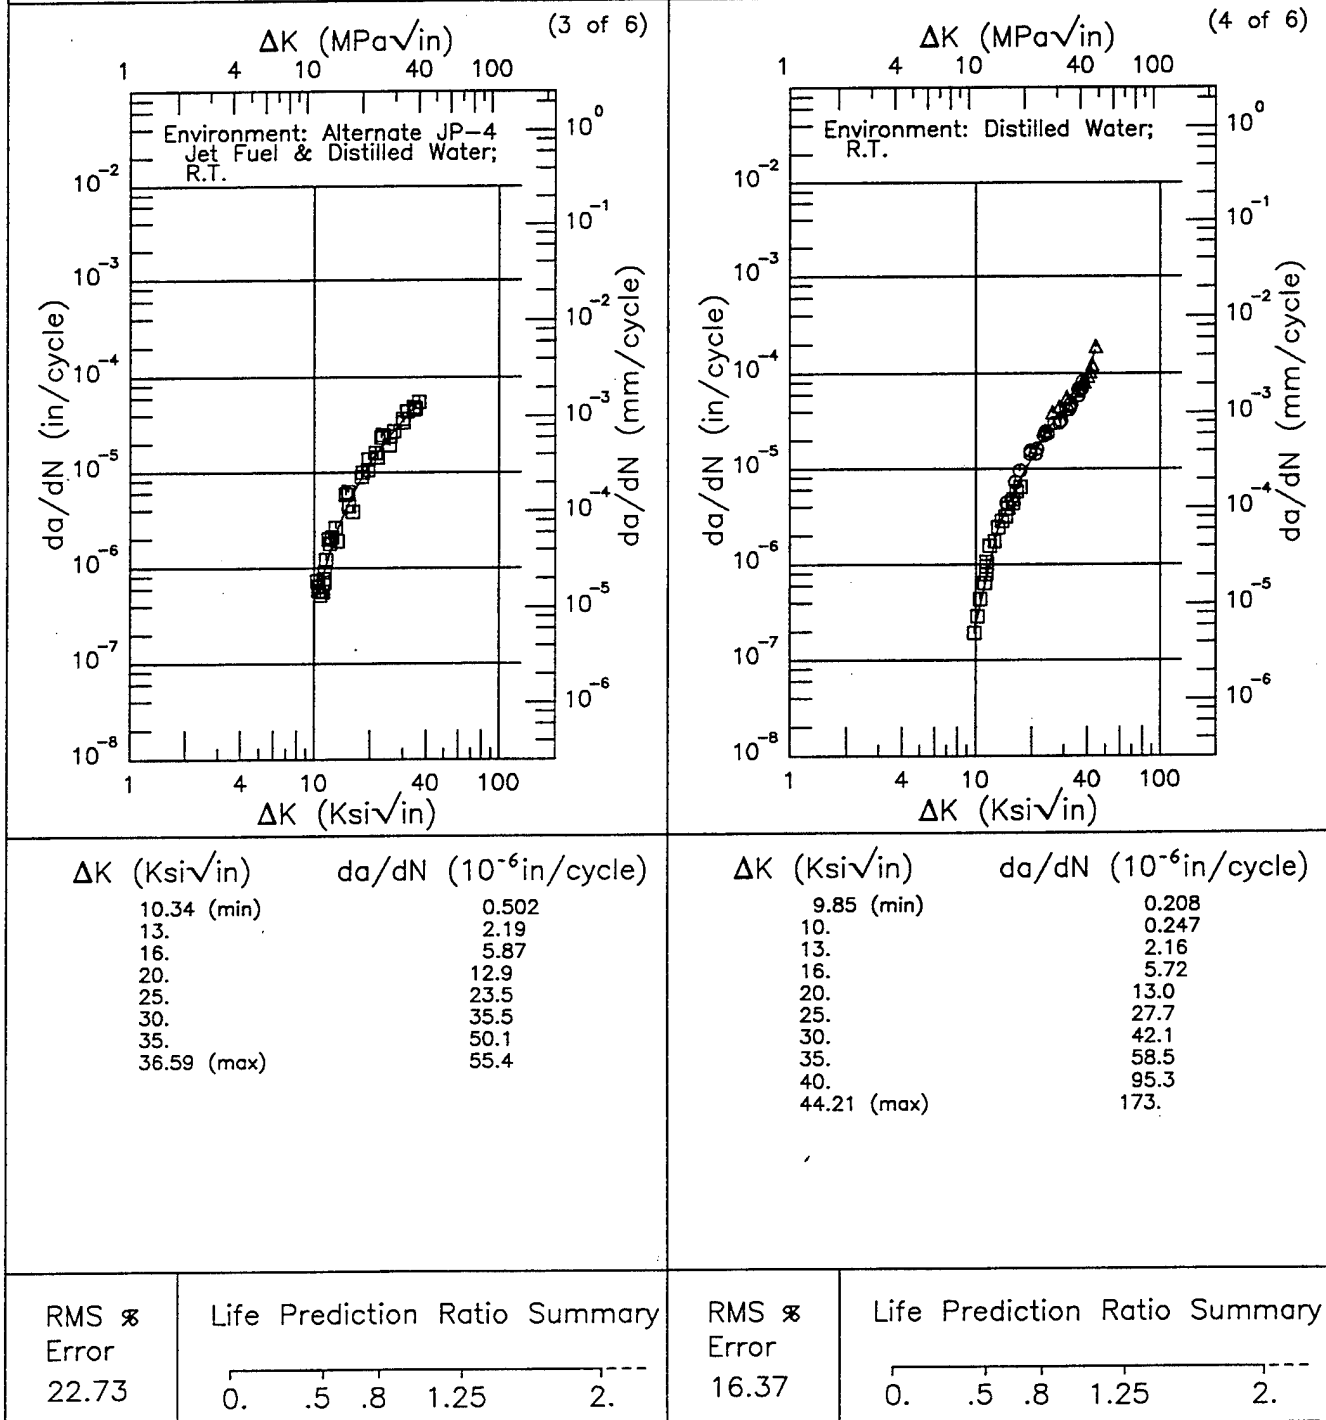 (3 of 6)
ΔK (MPa√in)
1 4 10 40 100
Environment: Alternate JP-4
Jet Fuel & Distilled Water;
R.T.
10⁰
10⁻²
10⁻¹
10⁻³
10⁻²
10⁻⁴
10⁻³
10⁻⁵
10⁻⁴
10⁻⁶
10⁻⁵
10⁻⁷
10⁻⁶
10⁻⁸
da/dN (in/cycle)
da/dN (mm/cycle)
1 4 10 40 100
ΔK (Ksi√in)
ΔK (Ksi√in) da/dN (10⁻⁶in/cycle)
10.34 (min) 0.502
13. 2.19
16. 5.87
20. 12.9
25. 23.5
30. 35.5
35. 50.1
36.59 (max) 55.4
RMS %
Error
22.73
Life Prediction Ratio Summary
0. .5 .8 1.25 2.
(4 of 6)
ΔK (MPa√in)
1 4 10 40 100
Environment: Distilled Water;
R.T.
10⁰
10⁻²
10⁻¹
10⁻³
10⁻²
10⁻⁴
10⁻³
10⁻⁵
10⁻⁴
10⁻⁶
10⁻⁵
10⁻⁷
10⁻⁶
10⁻⁸
da/dN (in/cycle)
da/dN (mm/cycle)
1 4 10 40 100
ΔK (Ksi√in)
ΔK (Ksi√in) da/dN (10⁻⁶in/cycle)
9.85 (min) 0.208
10. 0.247
13. 2.16
16. 5.72
20. 13.0
25. 27.7
30. 42.1
35. 58.5
40. 95.3
44.21 (max) 173.
RMS %
Error
16.37
Life Prediction Ratio Summary
0. .5 .8 1.25 2.